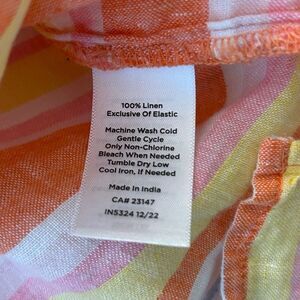 100% Linen
Exclusive Of Elastic
Machine Wash Cold
Gentle Cycle
Only Non-Chlorine
Bleach When Needed
Tumble Dry Low
Cool Iron, If Needed
Made In India
CA# 23147
IN5324 12/22